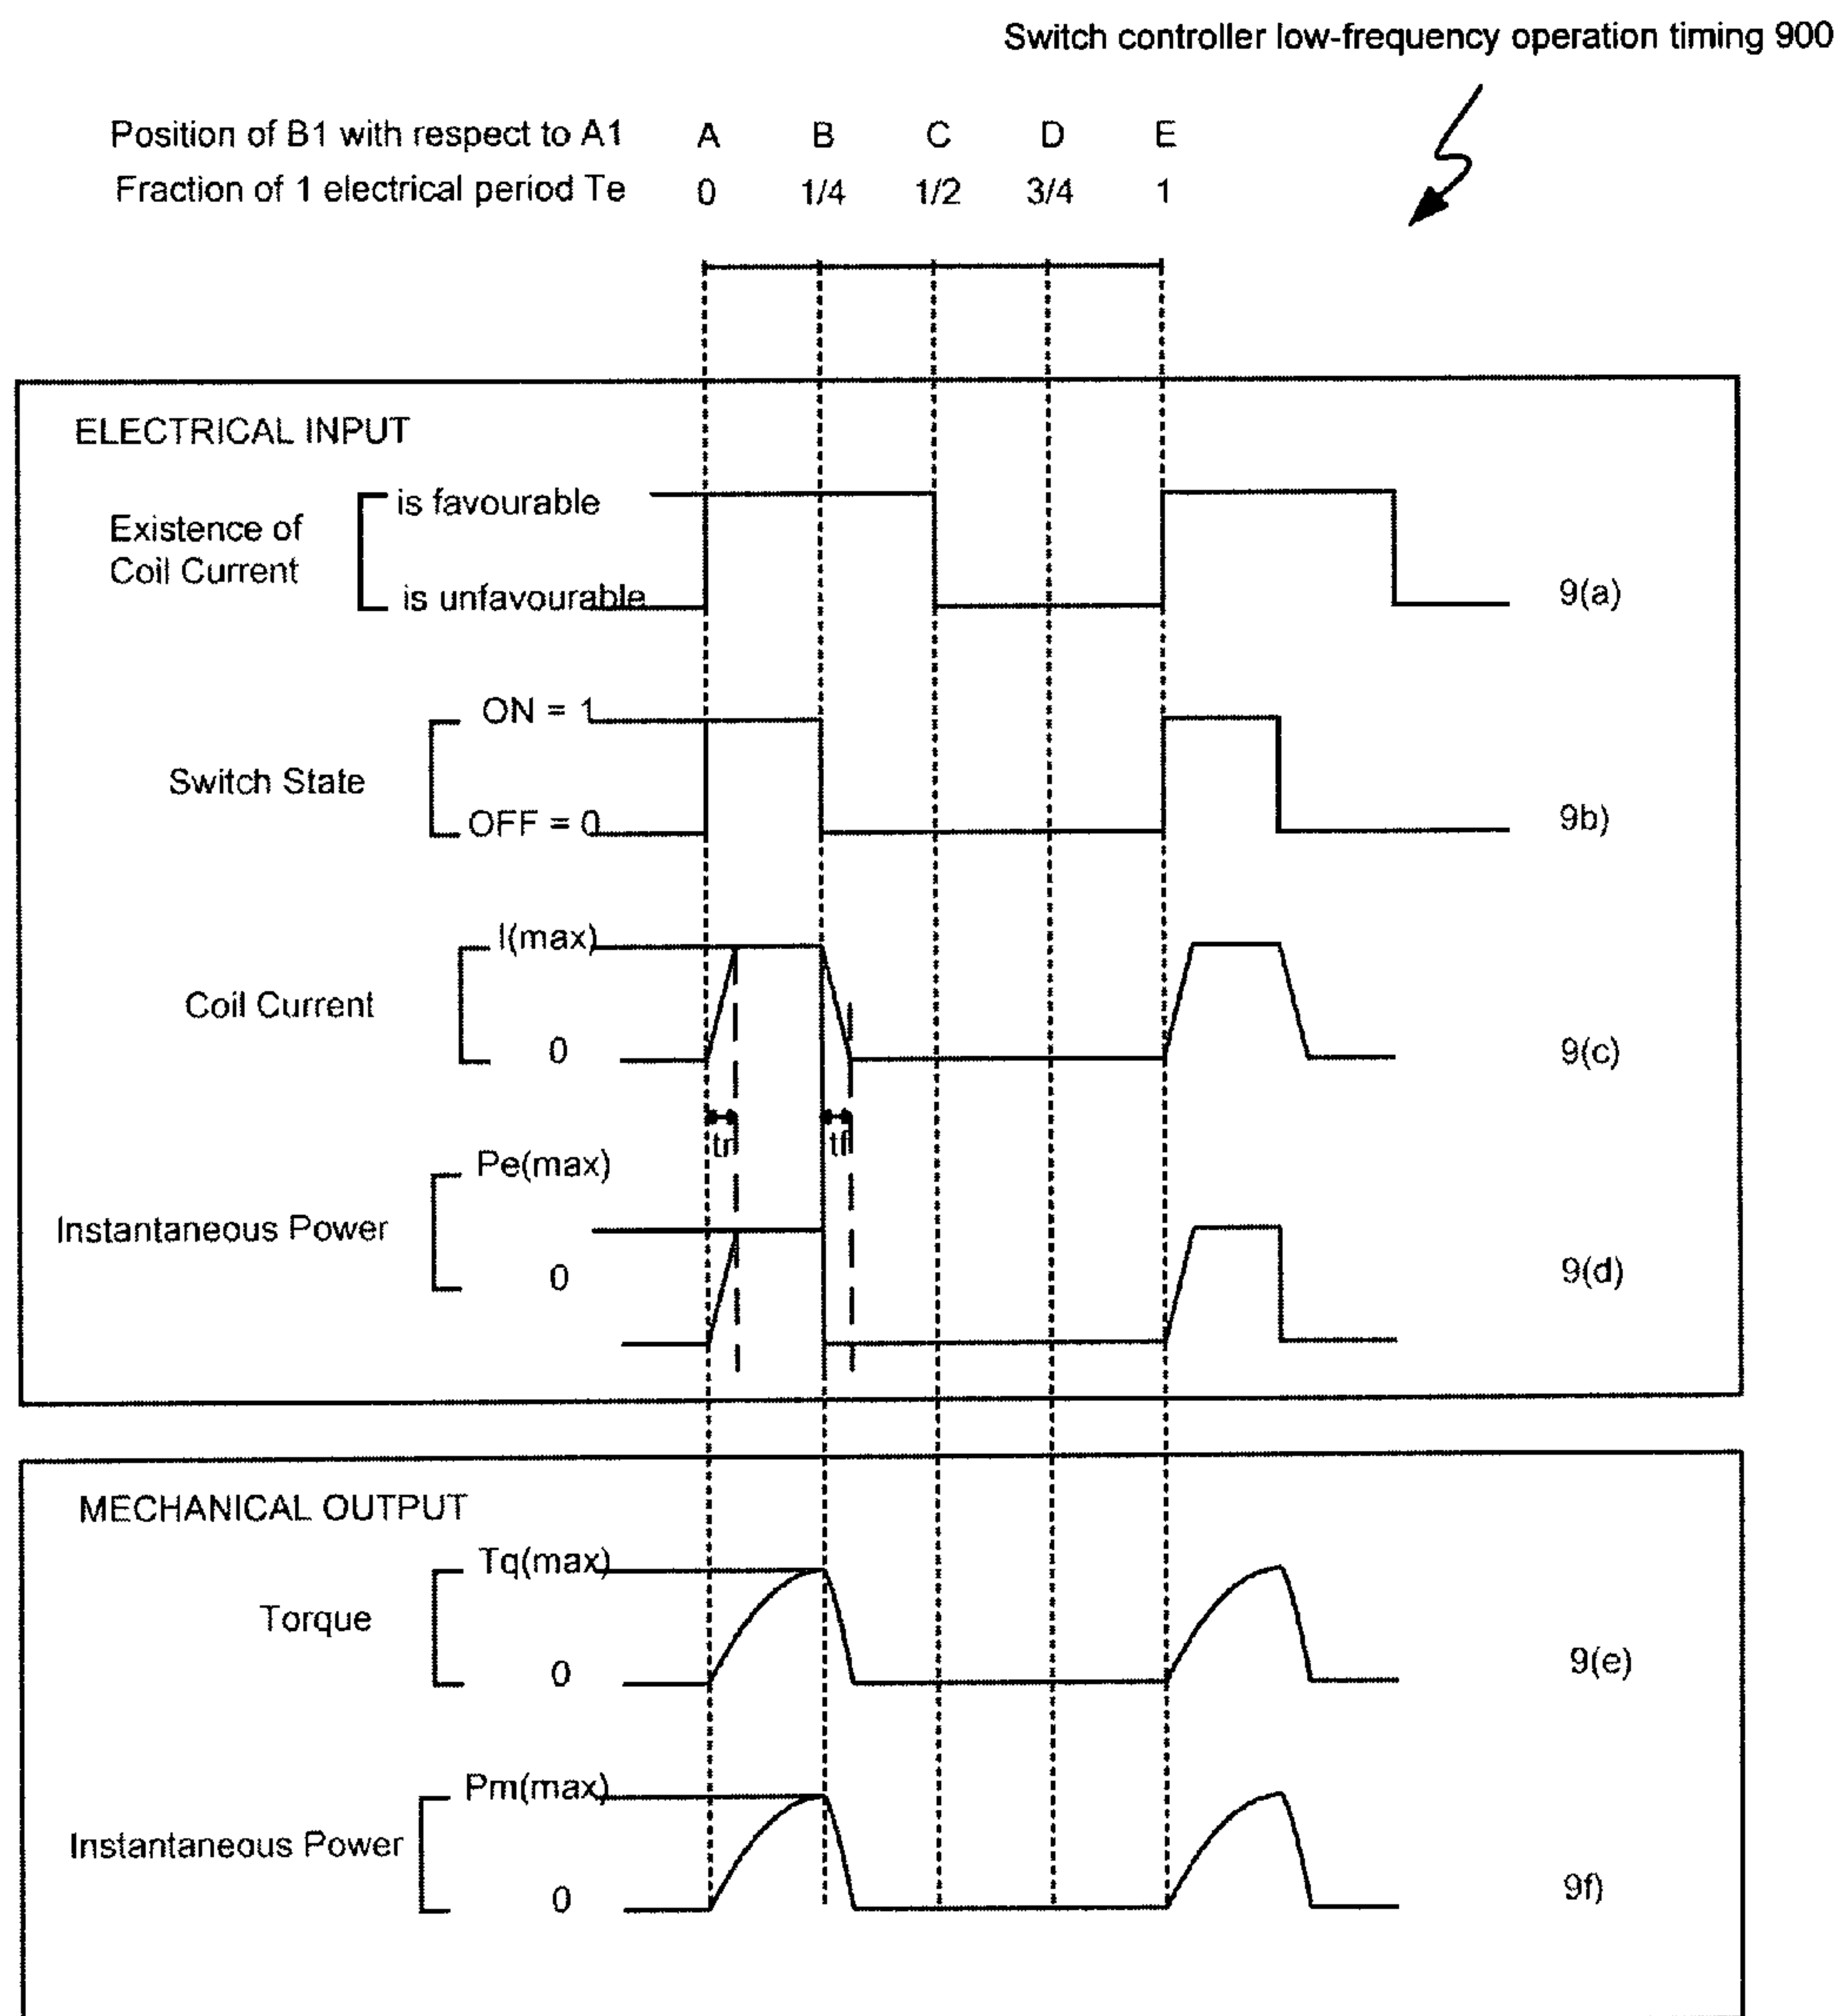 Switch controller low-frequency operation timing 900
Position of B1 with respect to A1 A B C D E
Fraction of 1 electrical period Te 0 1/4 1/2 3/4 1
ELECTRICAL INPUT
Existence of
Coil Current
is favourable
is unfavourable
9(a)
ON = 1
Switch State
OFF = 0
9b)
I(max)
Coil Current
0
9(c)
tr tf
Pe(max)
Instantaneous Power
0
9(d)
MECHANICAL OUTPUT
Tq(max)
Torque
0
9(e)
Pm(max)
Instantaneous Power
0
9f)